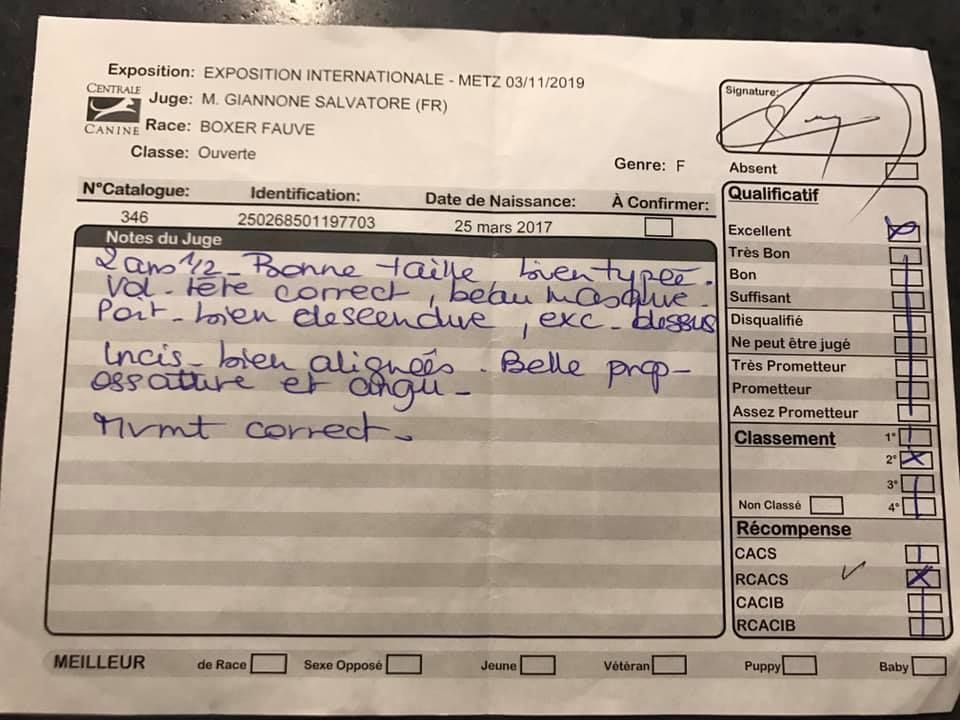 Exposition: EXPOSITION INTERNATIONALE - METZ 03/11/2019
CENTRALE CANINE
Juge: M. GIANNONE SALVATORE (FR)
Race: BOXER FAUVE
Classe: Ouverte
Genre: F
N°Catalogue: Identification: Date de Naissance: À Confirmer:
346 250268501197703 25 mars 2017
Notes du Juge
2 ans 1/2 - Bonne taille bien typée.
Vol - tête correct, beau masque -
Poit - bien descendue, exc - dessus
Incis - bien alignées. Belle prop -
ossature et angu -
Mvmt correct -
Signature:
Absent
Qualificatif
Excellent
Très Bon
Bon
Suffisant
Disqualifié
Ne peut être jugé
Très Prometteur
Prometteur
Assez Prometteur
Classement
1°
2°
3°
Non Classé 4°
Récompense
CACS
RCACS
CACIB
RCACIB
MEILLEUR de Race Sexe Opposé Jeune Vétéran Puppy Baby